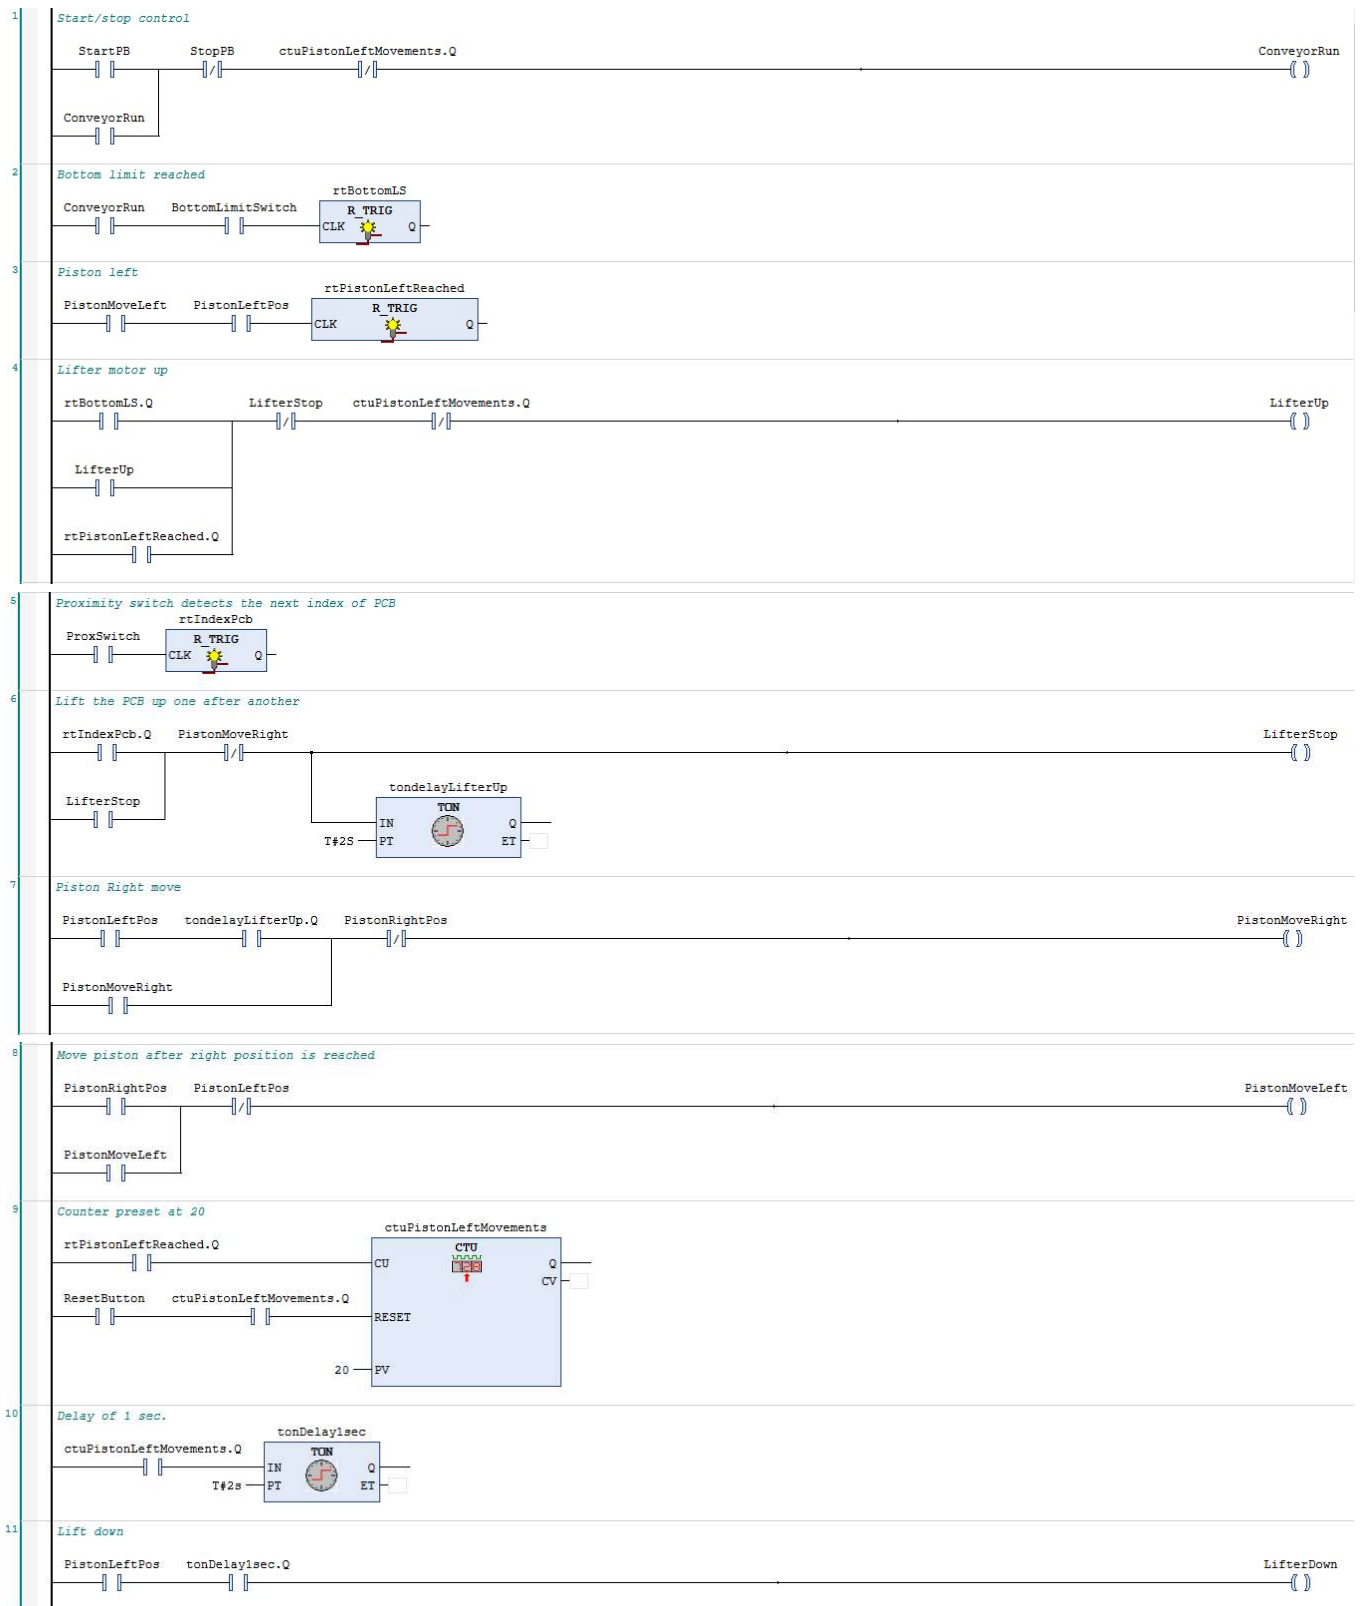 1
Start/stop control
StartPB StopPB ctuPistonLeftMovements.Q ConveyorRun
ConveyorRun
2
Bottom limit reached
rtBottomLS
ConveyorRun BottomLimitSwitch R_TRIG
CLK Q
3
Piston left
rtPistonLeftReached
PistonMoveLeft PistonLeftPos R_TRIG
CLK Q
4
Lifter motor up
rtBottomLS.Q LifterStop ctuPistonLeftMovements.Q LifterUp
LifterUp
rtPistonLeftReached.Q
5
Proximity switch detects the next index of PCB
rtIndexPcb
ProxSwitch R_TRIG
CLK Q
6
Lift the PCB up one after another
rtIndexPcb.Q PistonMoveRight LifterStop
tondelayLifterUp
LifterStop TON
IN Q
T#2S PT ET
7
Piston Right move
PistonLeftPos tondelayLifterUp.Q PistonRightPos PistonMoveRight
PistonMoveRight
8
Move piston after right position is reached
PistonRightPos PistonLeftPos PistonMoveLeft
PistonMoveLeft
9
Counter preset at 20
ctuPistonLeftMovements
rtPistonLeftReached.Q CTU
CU Q
CV
ResetButton ctuPistonLeftMovements.Q
RESET
20 PV
10
Delay of 1 sec.
tonDelay1sec
ctuPistonLeftMovements.Q TON
IN Q
T#2s PT ET
11
Lift down
PistonLeftPos tonDelay1sec.Q LifterDown